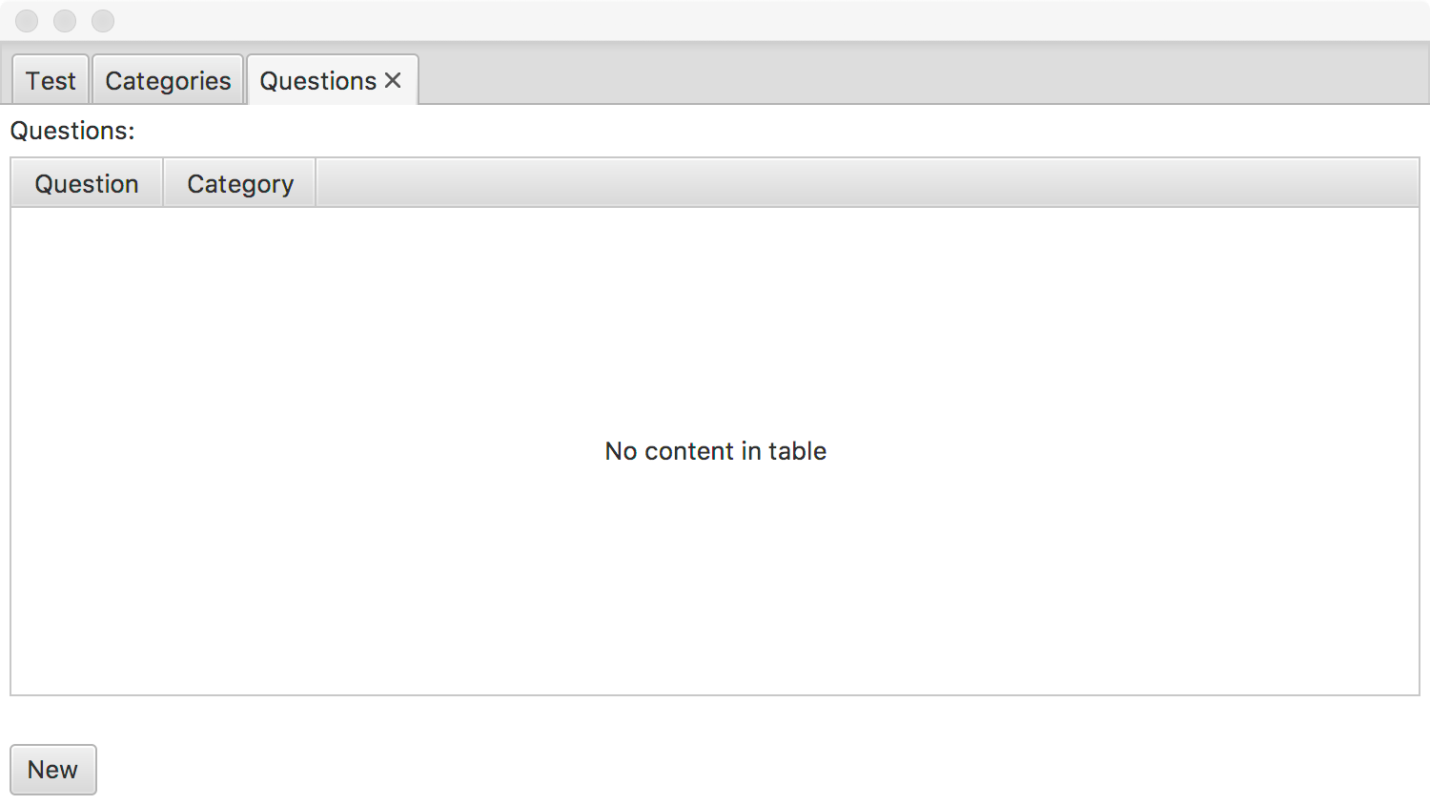 Test Categories Questions
Questions:
Question Category
No content in table
New